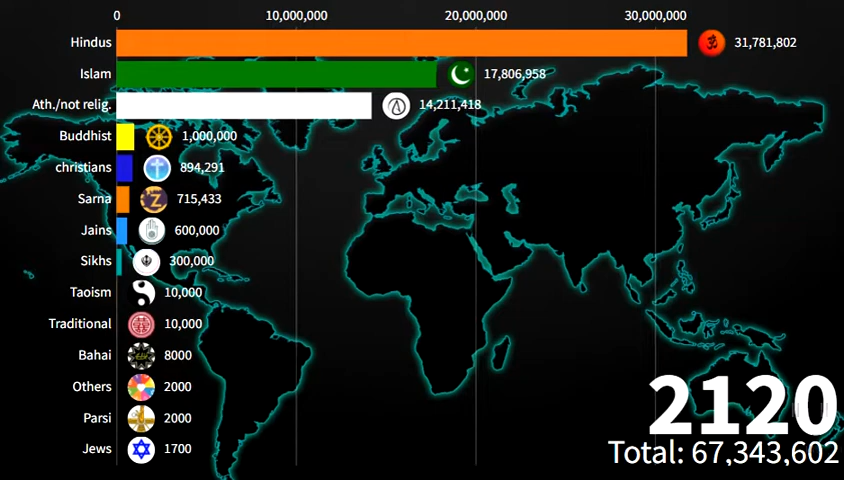 0 10,000,000 20,000,000 30,000,000
Hindus 31,781,802
Islam 17,806,958
Ath./not relig. 14,211,418
Buddhist 1,000,000
christians 894,291
Sarna 715,433
Jains 600,000
Sikhs 300,000
Taoism 10,000
Traditional 10,000
Bahai 8000
Others 2000
Parsi 2000
Jews 1700
2120
Total: 67,343,602